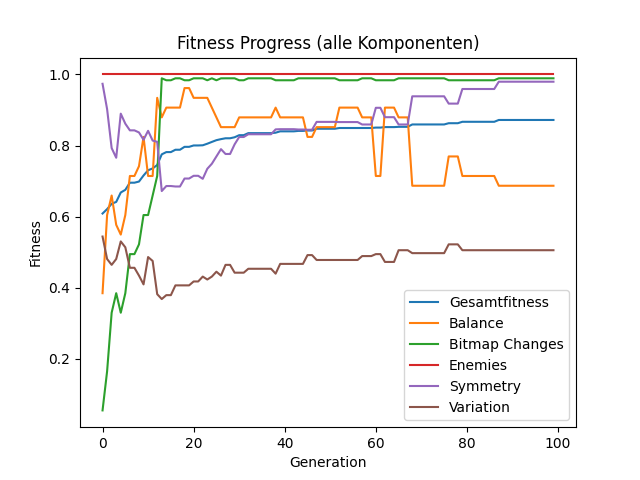 Fitness Progress (alle Komponenten)
1.0
0.8
0.6
0.4
0.2
Fitness
0 20 40 60 80 100
Generation
Gesamtfitness
Balance
Bitmap Changes
Enemies
Symmetry
Variation